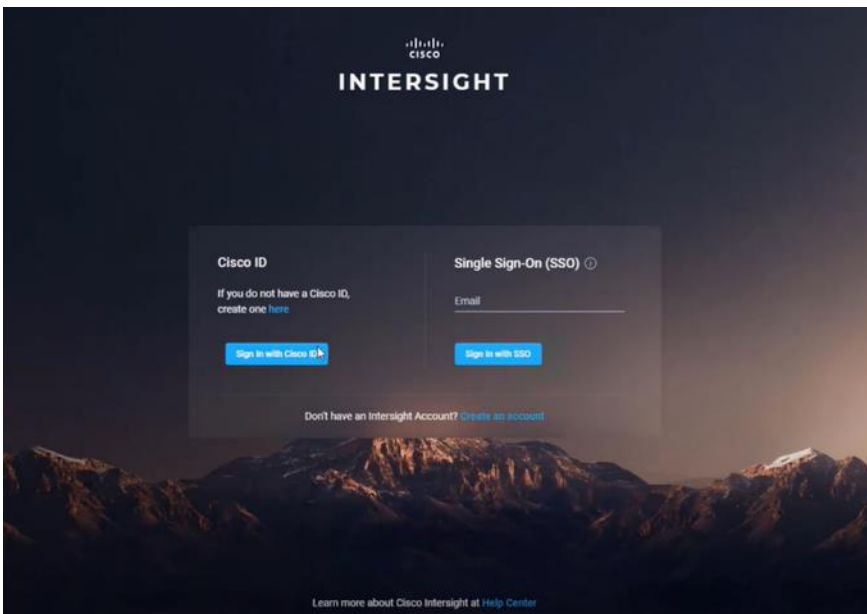 CISCO
INTERSIGHT
Cisco ID
If you do not have a Cisco ID,
create one here
Sign In with Cisco ID
Single Sign-On (SSO)
Email
Sign In with SSO
Don't have an Intersight Account? Create an account
Learn more about Cisco Intersight at Help Center